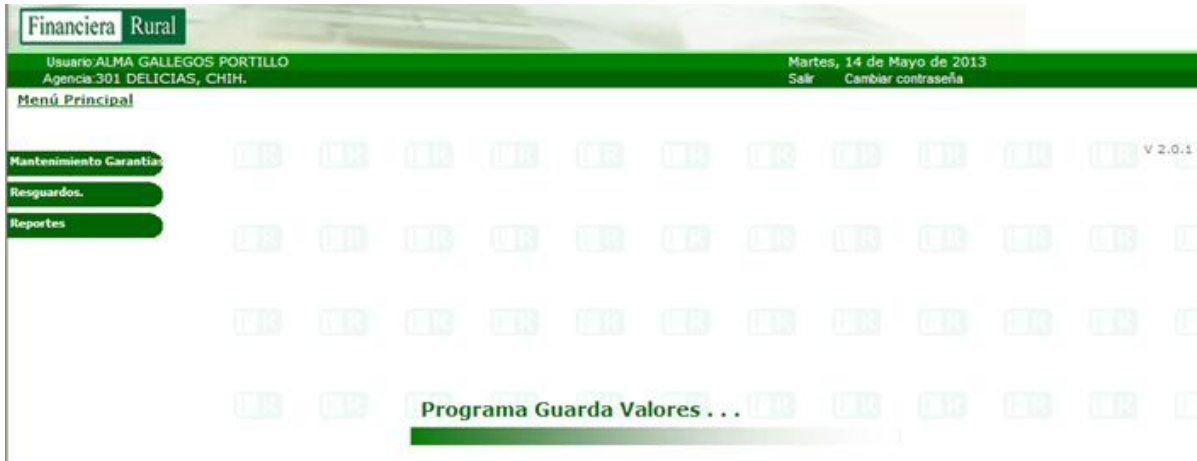 Financiera Rural
Usuario:ALMA GALLEGOS PORTILLO
Martes, 14 de Mayo de 2013
Agencia:301 DELICIAS, CHIH.
Salir Cambiar contraseña
Menú Principal
V 2.0.1
Mantenimiento Garantias
Resguardos.
Reportes
Programa Guarda Valores . . .